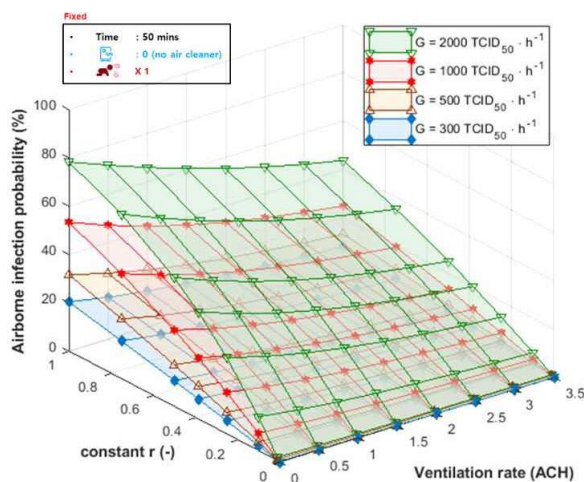 Fixed
Time : 50 mins
: 0 (no air cleaner)
X 1
G = 2000 TCID50 · h-1
G = 1000 TCID50 · h-1
G = 500 TCID50 · h-1
G = 300 TCID50 · h-1
Airborne infection probability (%)
100
80
60
40
20
0
1
0.8
0.6
0.4
0.2
0
constant r (-)
0
0.5
1
1.5
2
2.5
3
3.5
Ventilation rate (ACH)